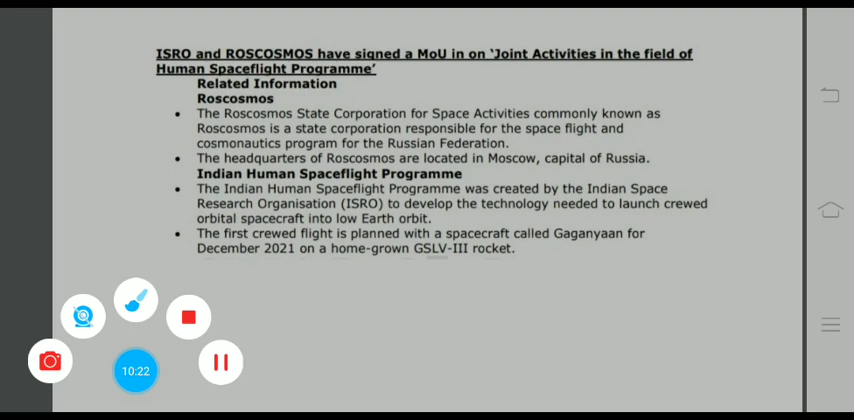 ISRO and ROSCOSMOS have signed a MoU in on ‘Joint Activities in the field of
Human Spaceflight Programme’
Related Information
Roscosmos
• The Roscosmos State Corporation for Space Activities commonly known as
Roscosmos is a state corporation responsible for the space flight and
cosmonautics program for the Russian Federation.
• The headquarters of Roscosmos are located in Moscow, capital of Russia.
Indian Human Spaceflight Programme
• The Indian Human Spaceflight Programme was created by the Indian Space
Research Organisation (ISRO) to develop the technology needed to launch crewed
orbital spacecraft into low Earth orbit.
• The first crewed flight is planned with a spacecraft called Gaganyaan for
December 2021 on a home-grown GSLV-III rocket.
10:22